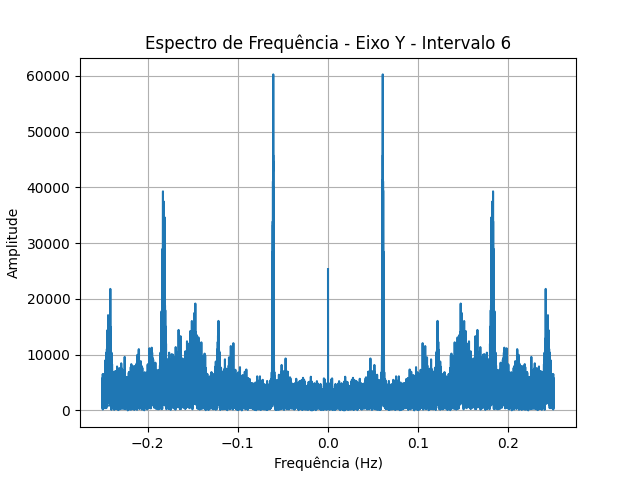 Espectro de Frequência - Eixo Y - Intervalo 6
60000
50000
40000
30000
20000
10000
0
Amplitude
−0.2 −0.1 0.0 0.1 0.2
Frequência (Hz)